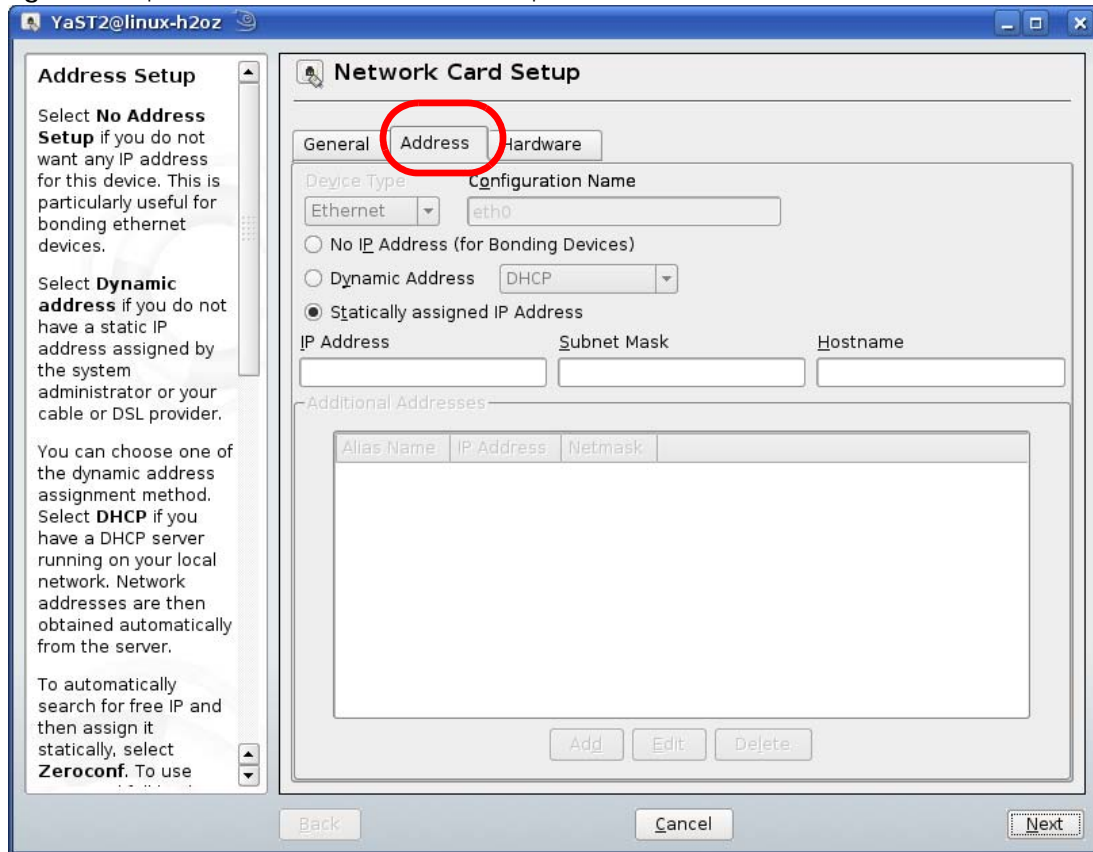 YaST2@linux-h2oz
Address Setup
Select No Address
Setup if you do not
want any IP address
for this device. This is
particularly useful for
bonding ethernet
devices.
Select Dynamic
address if you do not
have a static IP
address assigned by
the system
administrator or your
cable or DSL provider.
You can choose one of
the dynamic address
assignment method.
Select DHCP if you
have a DHCP server
running on your local
network. Network
addresses are then
obtained automatically
from the server.
To automatically
search for free IP and
then assign it
statically, select
Zeroconf. To use
Network Card Setup
General Address Hardware
Device Type Configuration Name
Ethernet eth0
No IP Address (for Bonding Devices)
Dynamic Address DHCP
Statically assigned IP Address
IP Address Subnet Mask Hostname
Additional Addresses
Alias Name IP Address Netmask
Add Edit Delete
Back Cancel Next